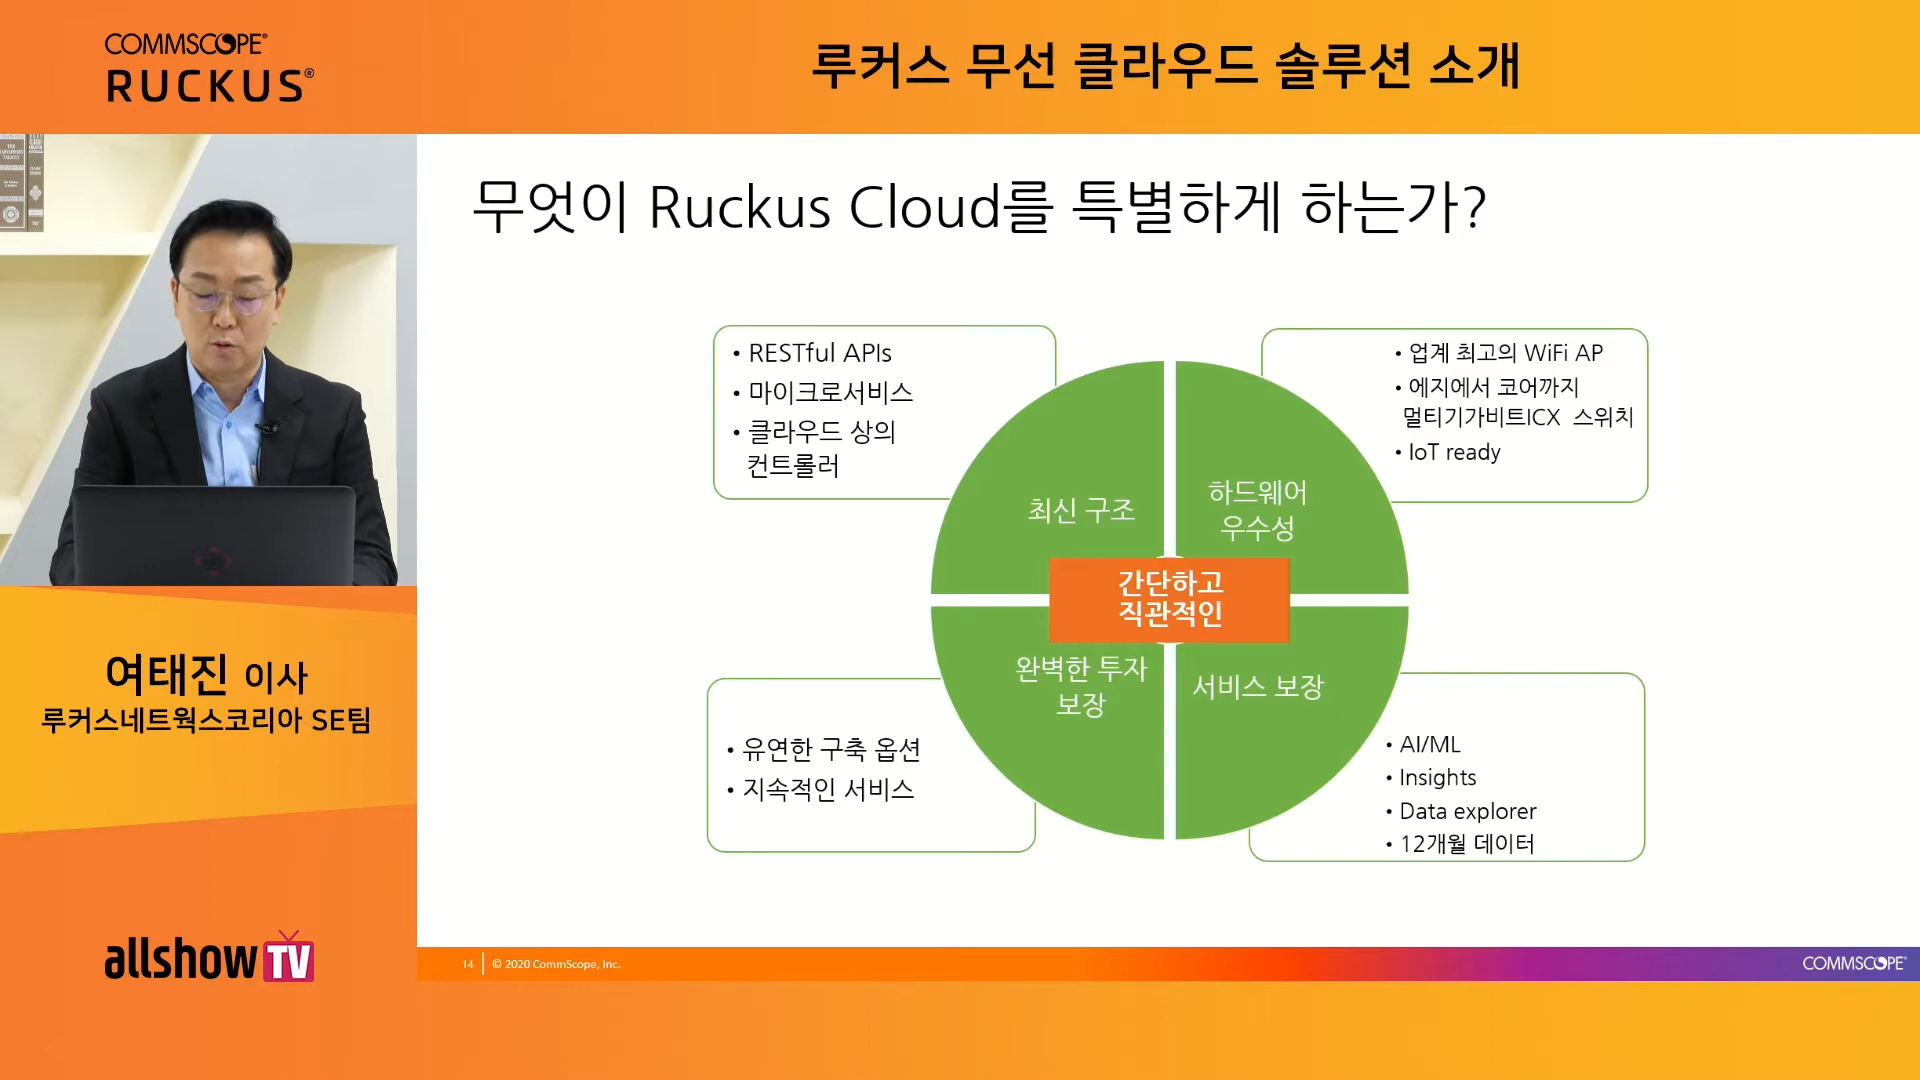 COMMSCOPE®
RUCKUS®
루커스 무선 클라우드 솔루션 소개
무엇이 Ruckus Cloud를 특별하게 하는가?
• RESTful APIs
• 마이크로서비스
• 클라우드 상의
컨트롤러
• 업계 최고의 WiFi AP
• 에지에서 코어까지
멀티기가비트ICX 스위치
• IoT ready
최신 구조
하드웨어
우수성
간단하고
직관적인
완벽한 투자
보장
서비스 보장
• 유연한 구축 옵션
• 지속적인 서비스
• AI/ML
• Insights
• Data explorer
• 12개월 데이터
여태진 이사
루커스네트웍스코리아 SE팀
allshow TV
14
© 2020 CommScope, Inc.
COMMSCOPE®